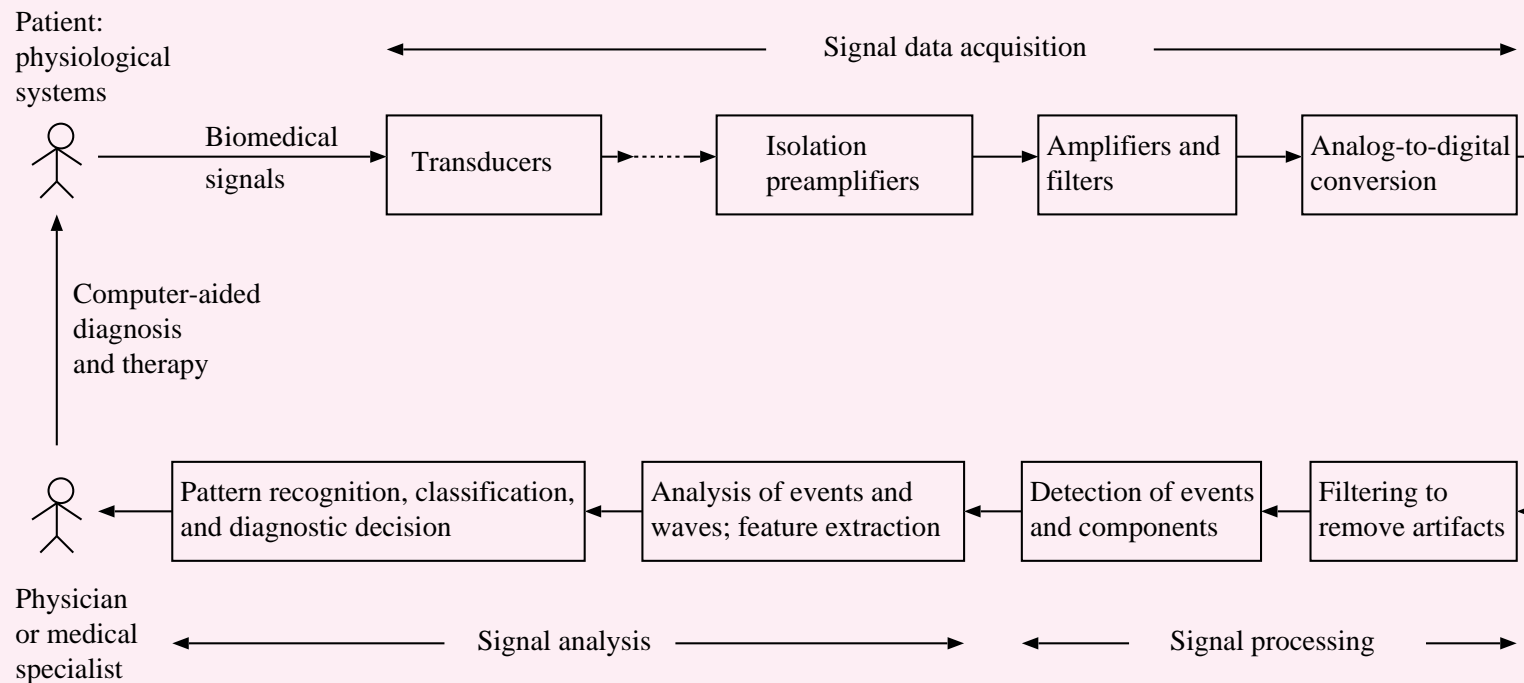 Patient:
physiological
systems
Signal data acquisition
Biomedical
signals
Transducers
Isolation
preamplifiers
Amplifiers and
filters
Analog-to-digital
conversion
Computer-aided
diagnosis
and therapy
Pattern recognition, classification,
and diagnostic decision
Analysis of events and
waves; feature extraction
Detection of events
and components
Filtering to
remove artifacts
Physician
or medical
specialist
Signal analysis
Signal processing